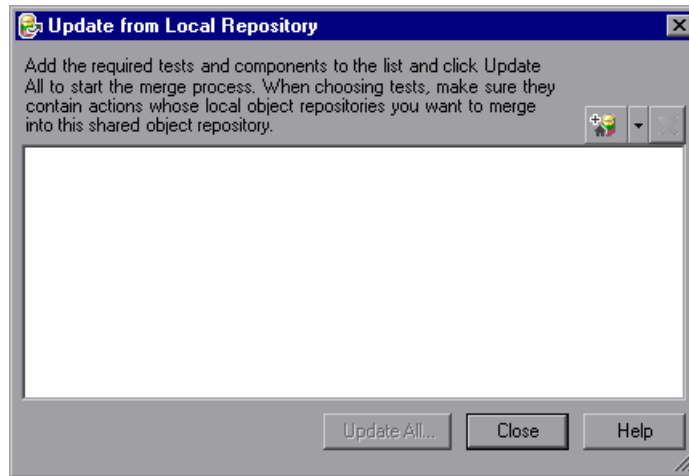 Update from Local Repository
Add the required tests and components to the list and click Update
All to start the merge process. When choosing tests, make sure they
contain actions whose local object repositories you want to merge
into this shared object repository.
Update All...
Close
Help